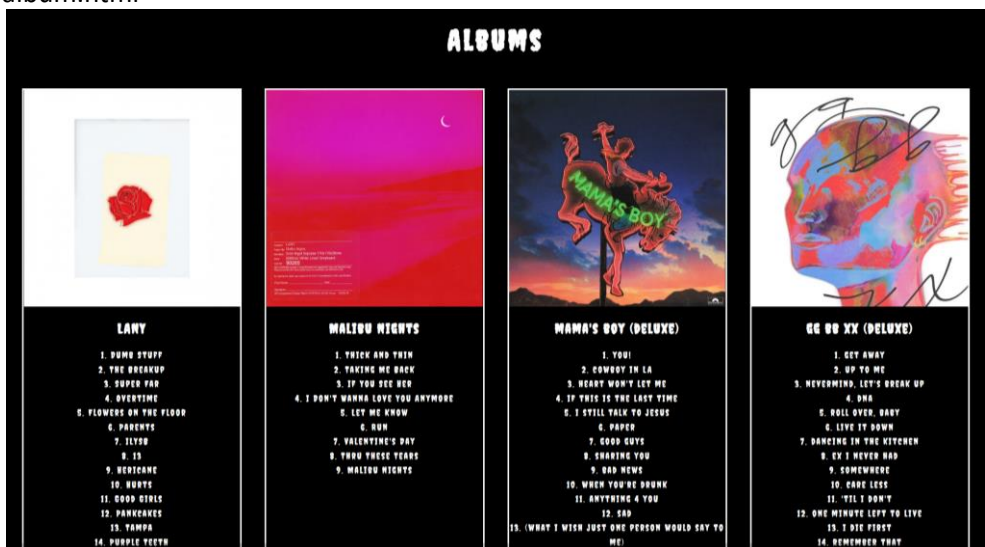 album.html
ALBUMS
MAMA'S BOY
LANY
1. DUMB STUFF
2. THE BREAKUP
3. SUPER FAR
4. OVERTIME
5. FLOWERS ON THE FLOOR
6. PARENTS
7. ILYSB
8. 13
9. HERICANE
10. HURTS
11. GOOD GIRLS
12. PANKCAKES
13. TAMPA
14. PURPLE TEETH
MALIBU NIGHTS
1. THICK AND THIN
2. TAKING ME BACK
3. IF YOU SEE HER
4. I DON'T WANNA LOVE YOU ANYMORE
5. LET ME KNOW
6. RUN
7. VALENTINE'S DAY
8. THRU THESE TEARS
9. MALIBU NIGHTS
MAMA'S BOY (DELUXE)
1. YOU!
2. COWBOY IN LA
3. HEART WON'T LET ME
4. IF THIS IS THE LAST TIME
5. I STILL TALK TO JESUS
6. PAPER
7. GOOD GUYS
8. SHARING YOU
9. BAD NEWS
10. WHEN YOU'RE DRUNK
11. ANYTHING 4 YOU
12. SAD
13. (WHAT I WISH JUST ONE PERSON WOULD SAY TO
ME)
gg bb xx
GG BB XX (DELUXE)
1. GET AWAY
2. UP TO ME
3. NEVERMIND, LET'S BREAK UP
4. DNA
5. ROLL OVER, BABY
6. LIVE IT DOWN
7. DANCING IN THE KITCHEN
8. EX I NEVER HAD
9. SOMEWHERE
10. CARE LESS
11. 'TIL I DON'T
12. ONE MINUTE LEFT TO LIVE
13. I DIE FIRST
14. REMEMBER THAT